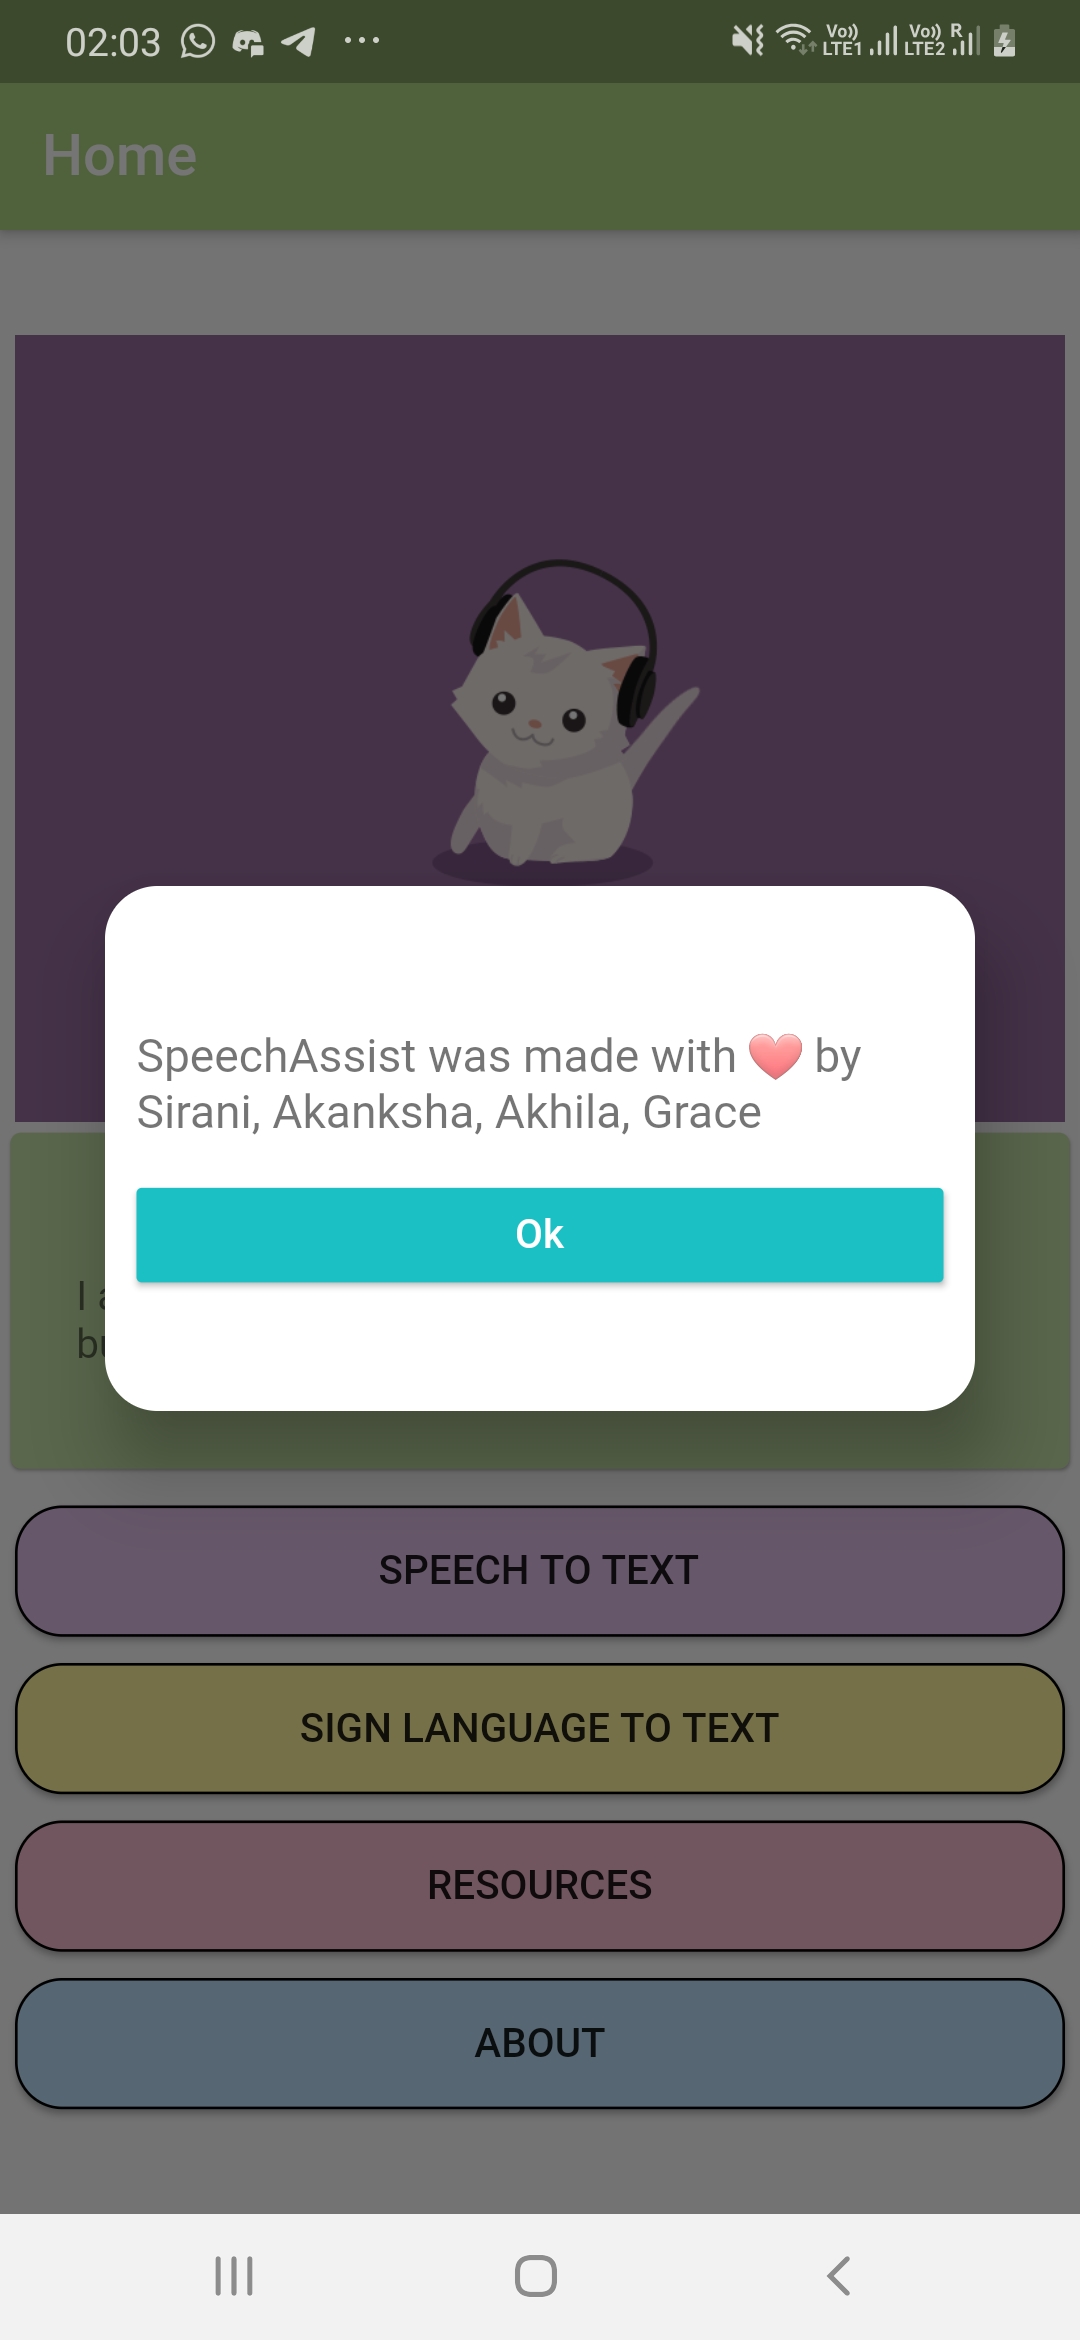 02:03
Vo)) LTE1 Vo)) LTE2 R
Home
SpeechAssist was made with ❤️ by
Sirani, Akanksha, Akhila, Grace
Ok
I
SPEECH TO TEXT
SIGN LANGUAGE TO TEXT
RESOURCES
ABOUT